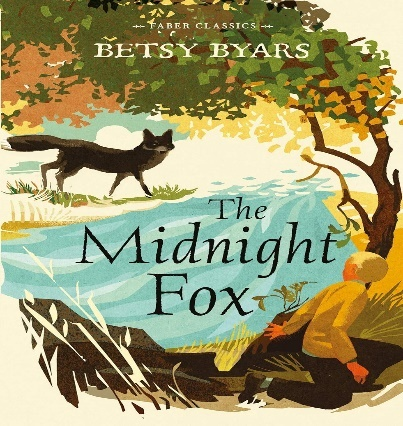 FABER CLASSICS
BETSY BYARS
The
Midnight
Fox